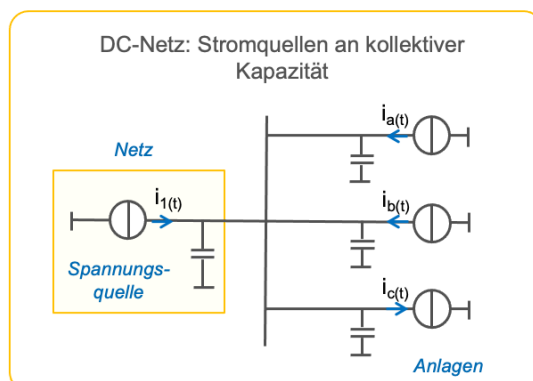 DC-Netz: Stromquellen an kollektiver
Kapazität
Netz
i1(t)
Spannungs-
quelle
ia(t)
ib(t)
ic(t)
Anlagen